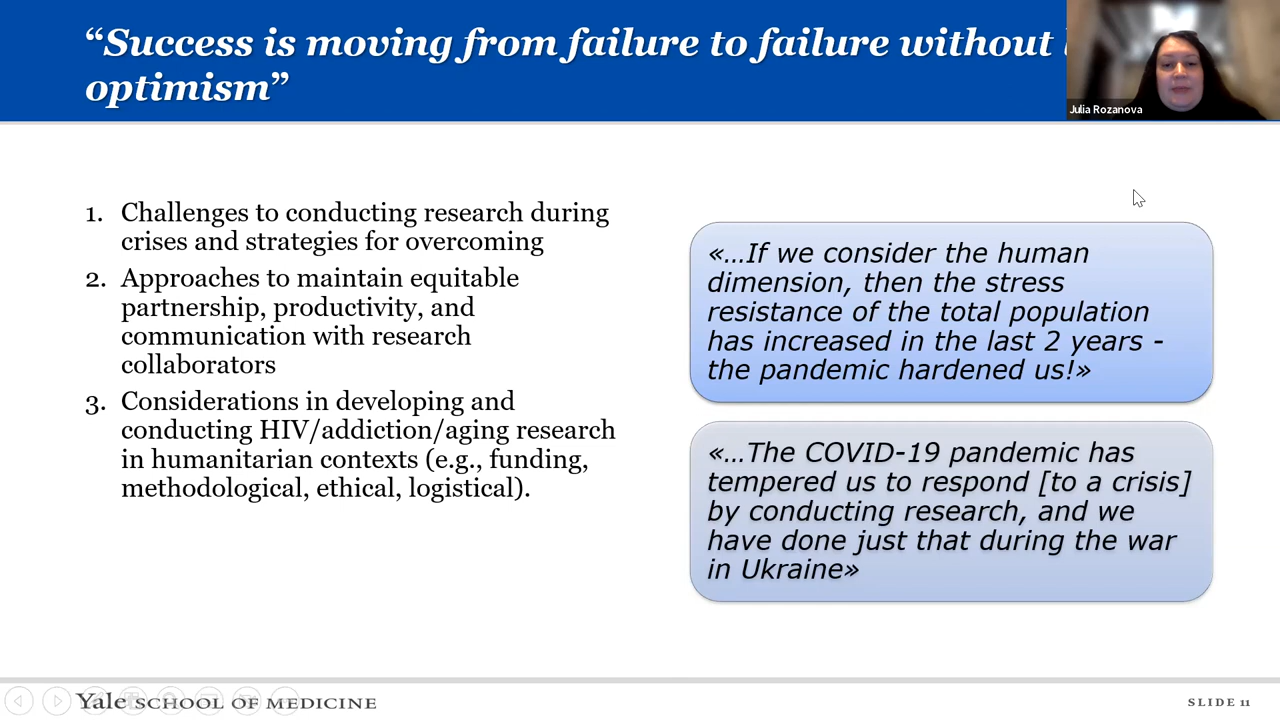 “Success is moving from failure to failure without
optimism”
Julia Rozanova
1. Challenges to conducting research during
crises and strategies for overcoming
2. Approaches to maintain equitable
partnership, productivity, and
communication with research
collaborators
3. Considerations in developing and
conducting HIV/addiction/aging research
in humanitarian contexts (e.g., funding,
methodological, ethical, logistical).
«…If we consider the human
dimension, then the stress
resistance of the total population
has increased in the last 2 years -
the pandemic hardened us!»
«…The COVID-19 pandemic has
tempered us to respond [to a crisis]
by conducting research, and we
have done just that during the war
in Ukraine»
Yale SCHOOL OF MEDICINE
SLIDE 11